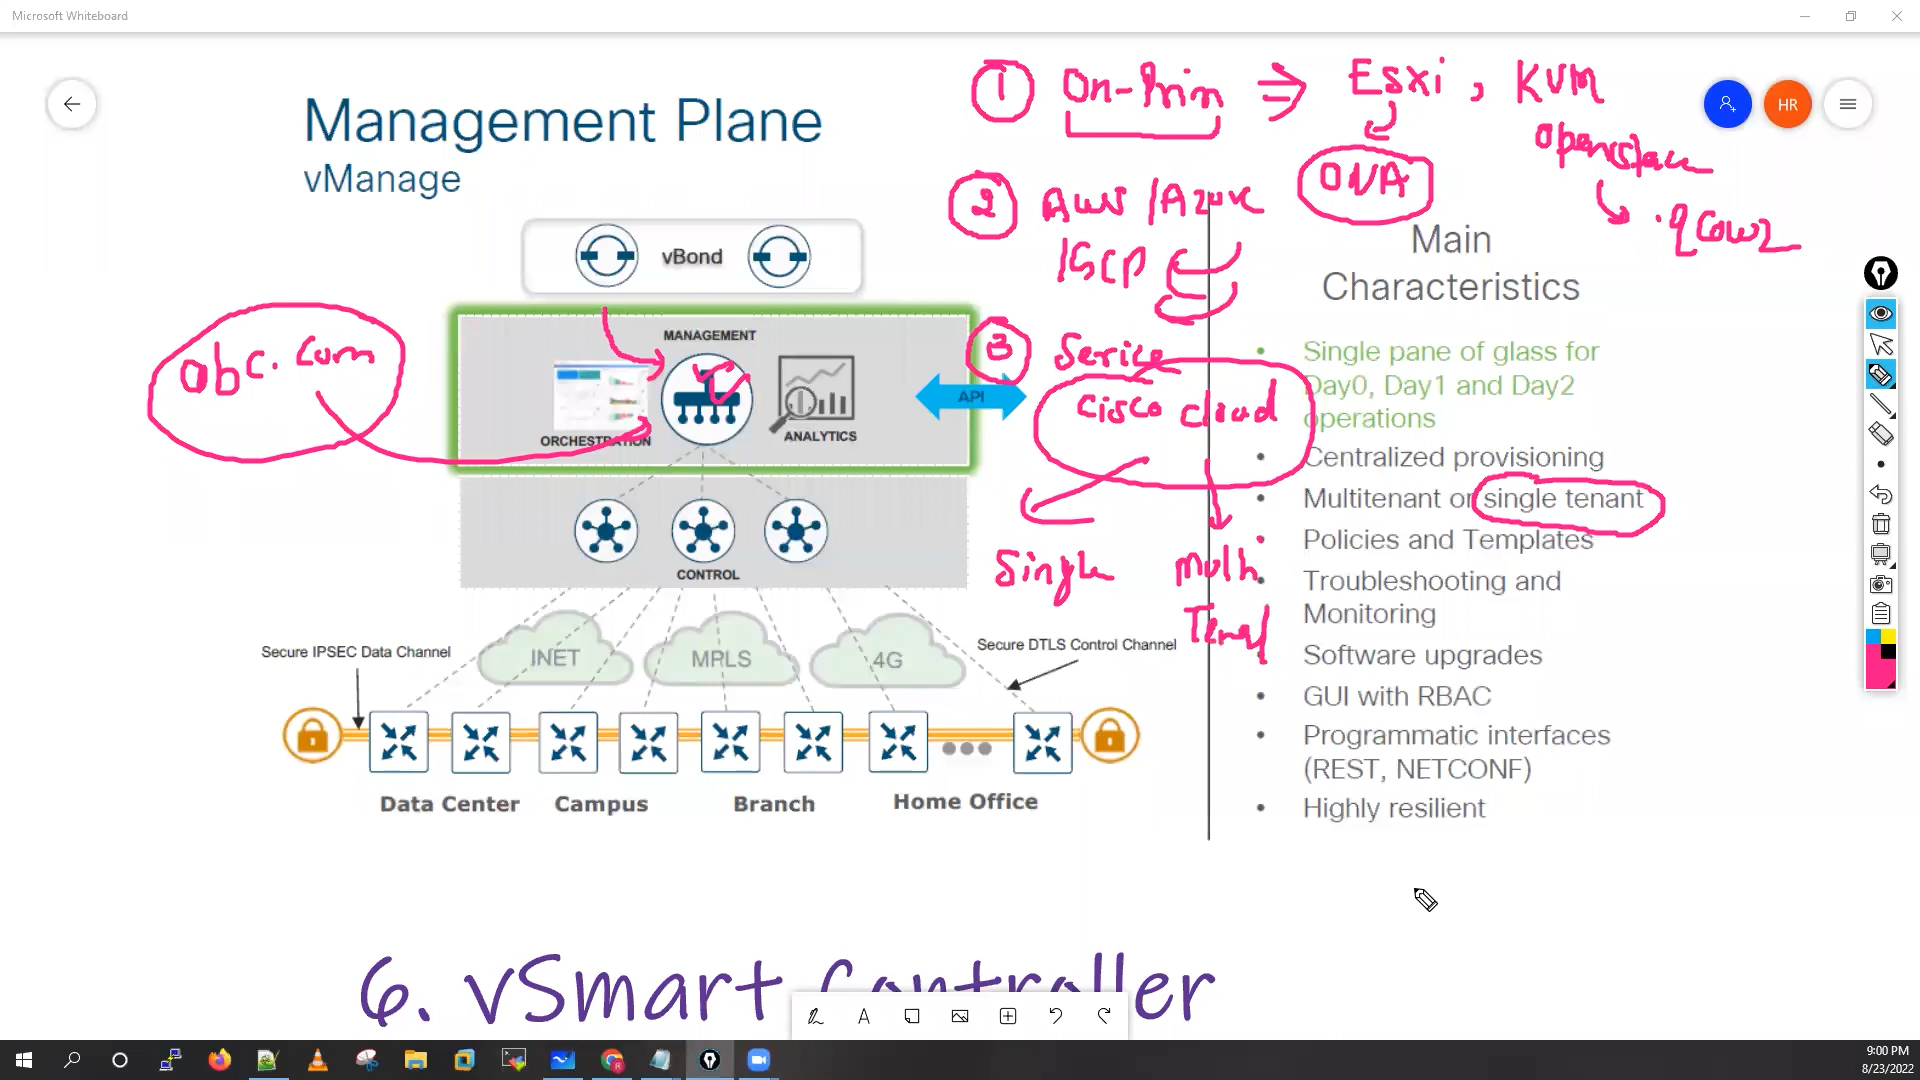 Microsoft Whiteboard
Management Plane
vManage
① On-Prim ⇒ Esxi , KVM
openstack
OVA
.qcow2
② AWS /Azure
/GCP
HR
vBond
Main
Characteristics
abc.com
MANAGEMENT
ORCHESTRATION
ANALYTICS
API
③ Serice
Cisco cloud
Single
Multi
Tenat
• Single pane of glass for
Day0, Day1 and Day2
operations
• Centralized provisioning
• Multitenant or single tenant
• Policies and Templates
• Troubleshooting and
Monitoring
• Software upgrades
• GUI with RBAC
• Programmatic interfaces
(REST, NETCONF)
• Highly resilient
CONTROL
Secure IPSEC Data Channel
INET
MPLS
4G
Secure DTLS Control Channel
Data Center
Campus
Branch
Home Office
6. vSmart Controller
9:00 PM
8/23/2022